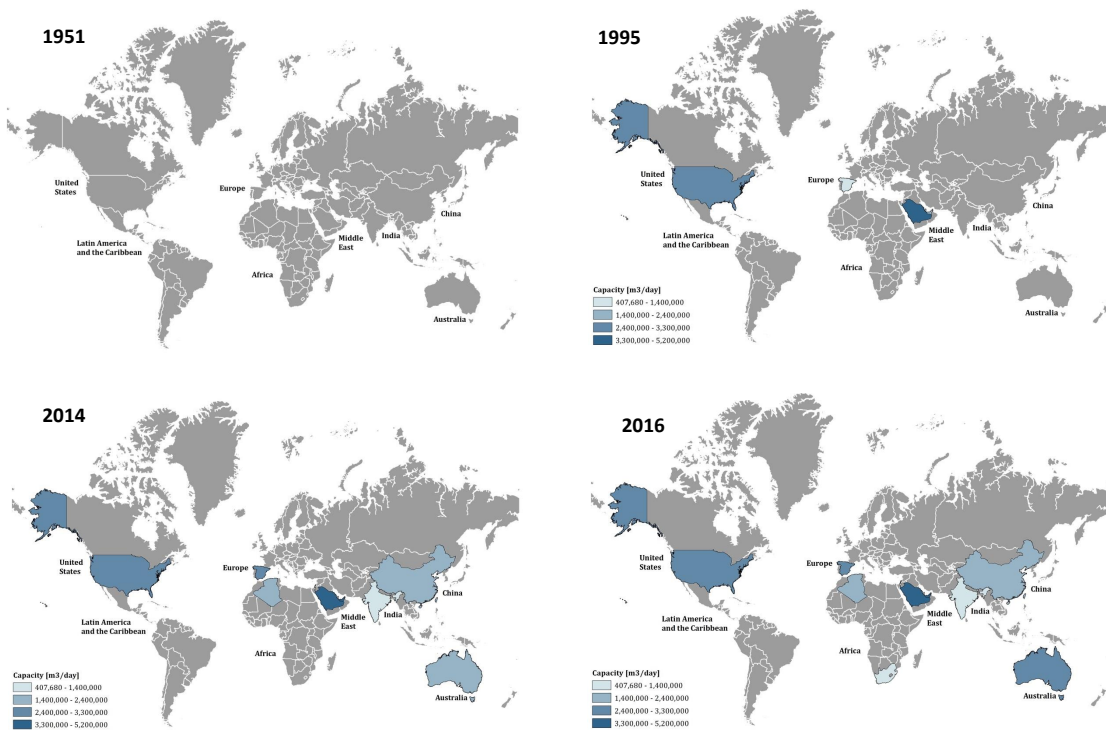 1951
United
States
Europe
China
Latin America
and the Caribbean
Middle
East
India
Africa
Australia
1995
United
States
Europe
China
Latin America
and the Caribbean
Middle
East
India
Africa
Australia
Capacity [m3/day]
407,680 - 1,400,000
1,400,000 - 2,400,000
2,400,000 - 3,300,000
3,300,000 - 5,200,000
2014
United
States
Europe
China
Latin America
and the Caribbean
Middle
East
India
Africa
Australia
Capacity [m3/day]
407,680 - 1,400,000
1,400,000 - 2,400,000
2,400,000 - 3,300,000
3,300,000 - 5,200,000
2016
United
States
Europe
China
Latin America
and the Caribbean
Middle
East
India
Africa
Australia
Capacity [m3/day]
407,680 - 1,400,000
1,400,000 - 2,400,000
2,400,000 - 3,300,000
3,300,000 - 5,200,000